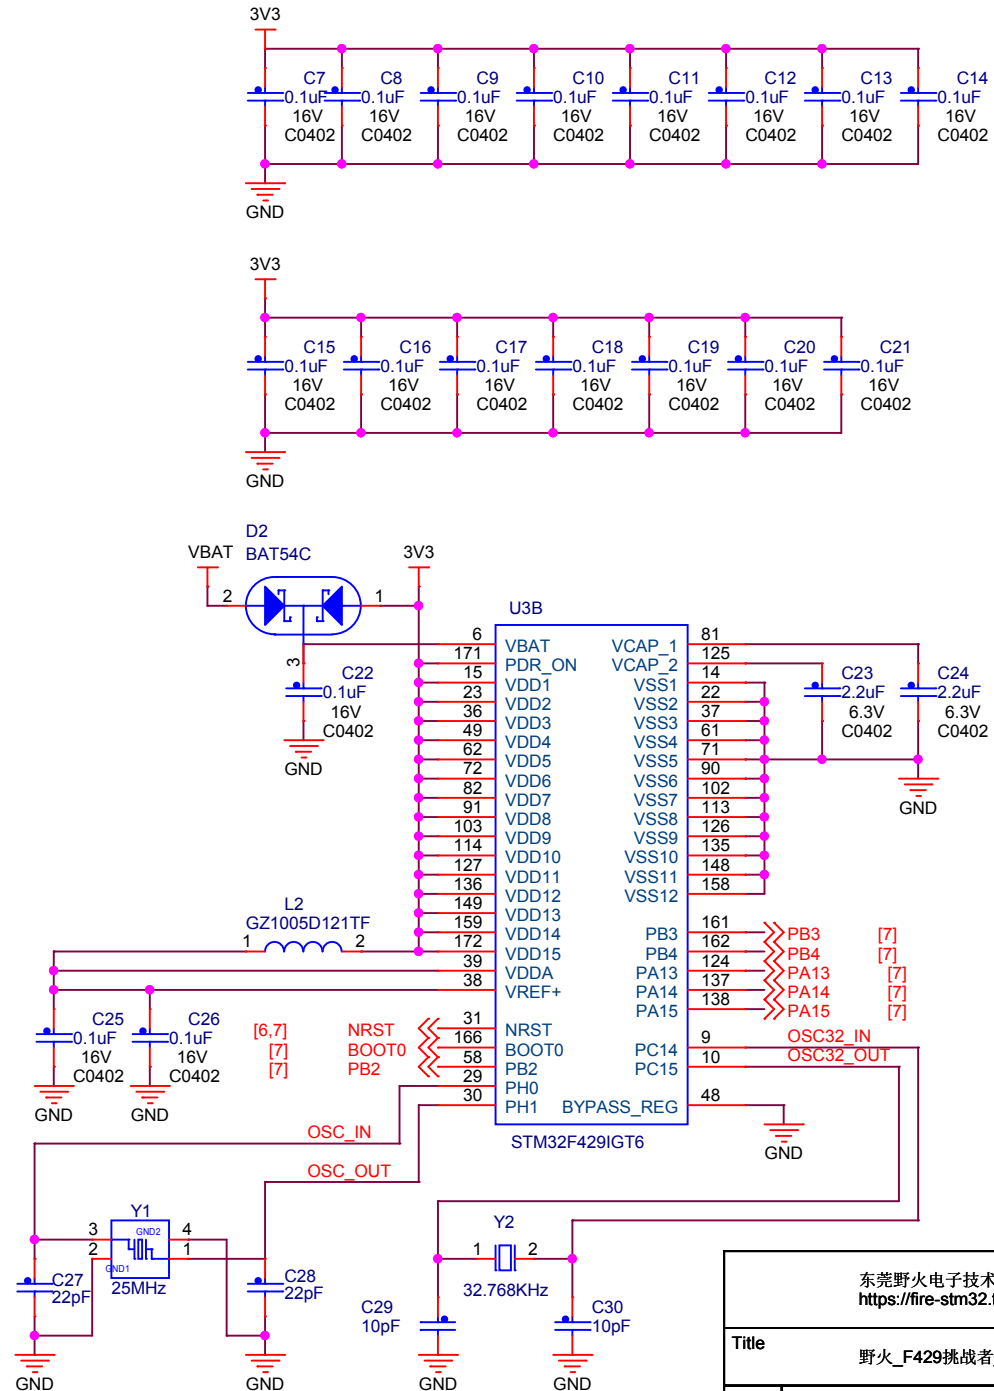 3V3
C7 C8 C9 C10 C11 C12 C13 C14
0.1uF 0.1uF 0.1uF 0.1uF 0.1uF 0.1uF 0.1uF 0.1uF
16V 16V 16V 16V 16V 16V 16V 16V
C0402 C0402 C0402 C0402 C0402 C0402 C0402 C0402
GND
3V3
C15 C16 C17 C18 C19 C20 C21
0.1uF 0.1uF 0.1uF 0.1uF 0.1uF 0.1uF 0.1uF
16V 16V 16V 16V 16V 16V 16V
C0402 C0402 C0402 C0402 C0402 C0402 C0402
GND
D2
VBAT BAT54C 3V3
2 1
3
C22
0.1uF
16V
C0402
GND
U3B
6 VBAT VCAP_1 81
171 PDR_ON VCAP_2 125
15 VDD1 VSS1 14
23 VDD2 VSS2 22
36 VDD3 VSS3 37
49 VDD4 VSS4 61
62 VDD5 VSS5 71
72 VDD6 VSS6 90
82 VDD7 VSS7 102
91 VDD8 VSS8 113
103 VDD9 VSS9 126
114 VDD10 VSS10 135
127 VDD11 VSS11 148
136 VDD12 VSS12 158
149 VDD13
159 VDD14 PB3 161 PB3 [7]
172 VDD15 PB4 162 PB4 [7]
39 VDDA PA13 124 PA13 [7]
38 VREF+ PA14 137 PA14 [7]
PA15 138 PA15 [7]
[6,7] NRST 31 NRST
[7] BOOT0 166 BOOT0 PC14 9 OSC32_IN
[7] PB2 58 PB2 PC15 10 OSC32_OUT
29 PH0
30 PH1 BYPASS_REG 48
GND
STM32F429IGT6
C23 C24
2.2uF 2.2uF
6.3V 6.3V
C0402 C0402
GND
L2
GZ1005D121TF
1 2
C25 C26
0.1uF 0.1uF
16V 16V
C0402 C0402
GND GND
OSC_IN
OSC_OUT
Y1
3 GND2 4
2 GND1 1
25MHz
C27
22pF
C28
22pF
GND GND
Y2
1 2
32.768KHz
C29
10pF
C30
10pF
GND GND
东莞野火电子技术
https://fire-stm32.
Title
野火_F429挑战者